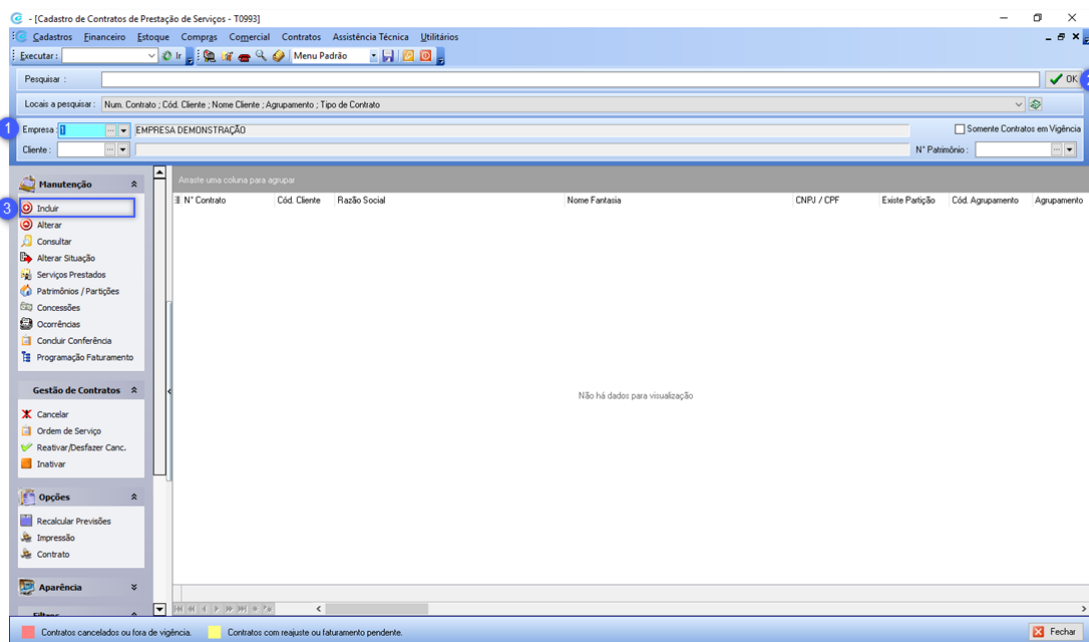 - [Cadastro de Contratos de Prestação de Serviços - T0993]
Cadastros Financeiro Estoque Compras Comercial Contratos Assistência Técnica Utilitários
Executar: Ir Menu Padrão
Pesquisar : OK
Locais a pesquisar : Num. Contrato ; Cód. Cliente ; Nome Cliente ; Agrupamento ; Tipo de Contrato
1 Empresa : 1 EMPRESA DEMONSTRAÇÃO Somente Contratos em Vigência
Cliente : N° Patrimônio :
Manutenção
3 Incluir
Alterar
Consultar
Alterar Situação
Serviços Prestados
Patrimônios / Partições
Concessões
Ocorrências
Concluir Conferência
Programação Faturamento
Gestão de Contratos
Cancelar
Ordem de Serviço
Reativar/Desfazer Canc.
Inativar
Opções
Recalcular Previsões
Impressão
Contrato
Aparência
Arraste uma coluna para agrupar
N° Contrato Cód. Cliente Razão Social Nome Fantasia CNPJ / CPF Existe Partição Cód. Agrupamento Agrupamento
Não há dados para visualização
Contratos cancelados ou fora de vigência. Contratos com reajuste ou faturamento pendente. Fechar